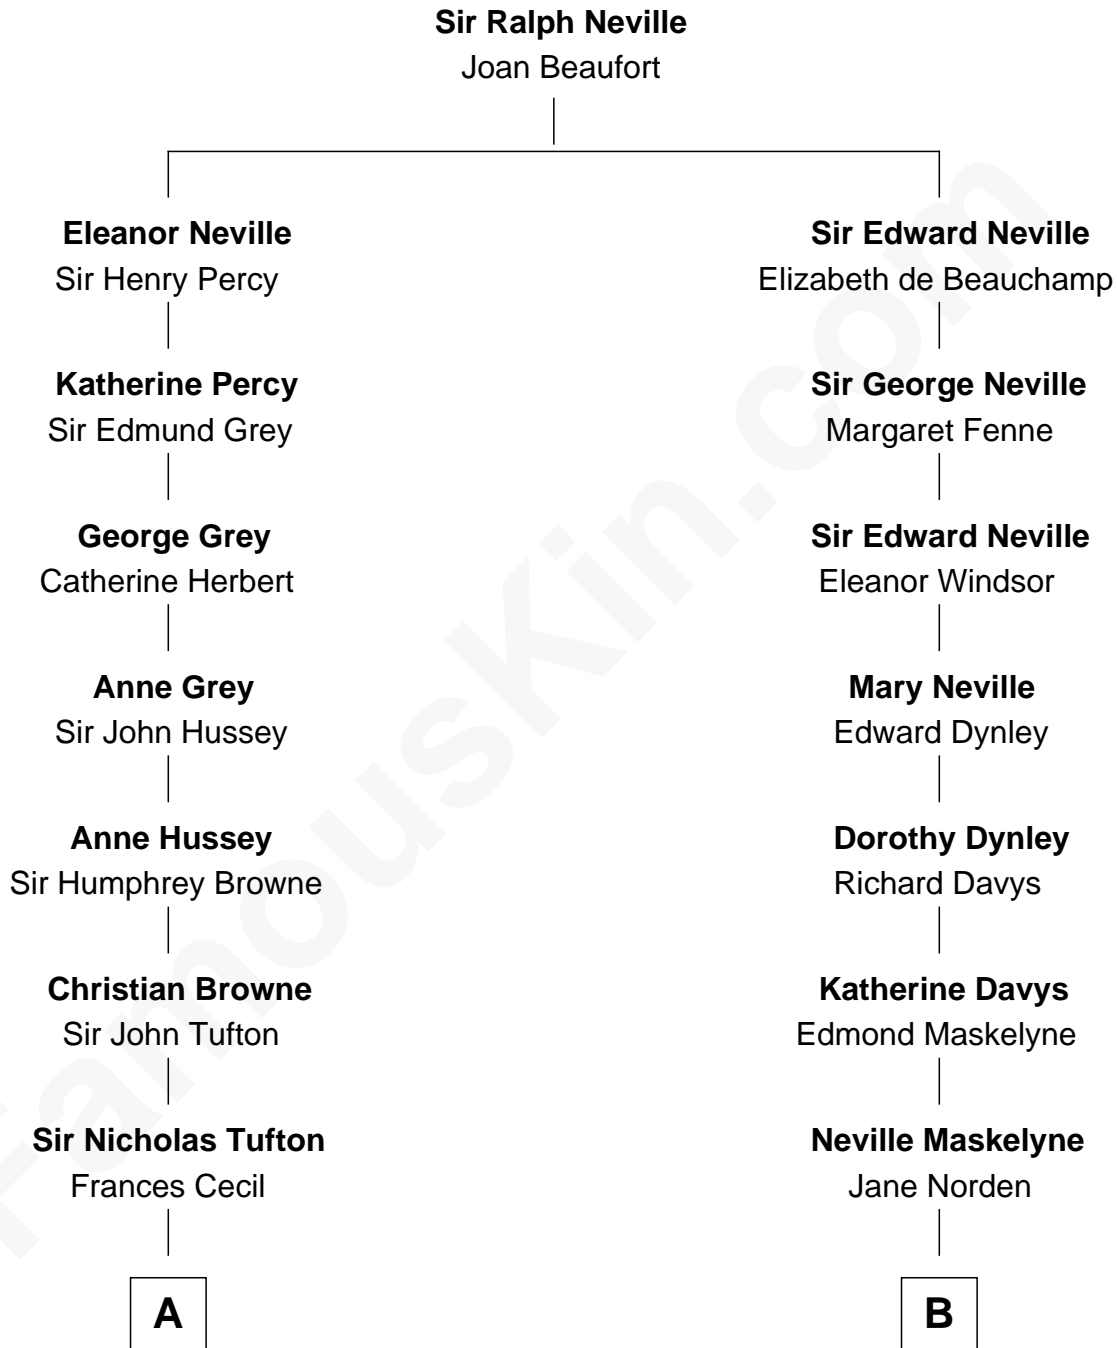 Sir Ralph Neville
Joan Beaufort
Eleanor Neville
Sir Henry Percy
Sir Edward Neville
Elizabeth de Beauchamp
Katherine Percy
Sir Edmund Grey
Sir George Neville
Margaret Fenne
George Grey
Catherine Herbert
Sir Edward Neville
Eleanor Windsor
Anne Grey
Sir John Hussey
Mary Neville
Edward Dynley
Anne Hussey
Sir Humphrey Browne
Dorothy Dynley
Richard Davys
Christian Browne
Sir John Tufton
Katherine Davys
Edmond Maskelyne
Sir Nicholas Tufton
Frances Cecil
Neville Maskelyne
Jane Norden
A
B
FamousKin.com